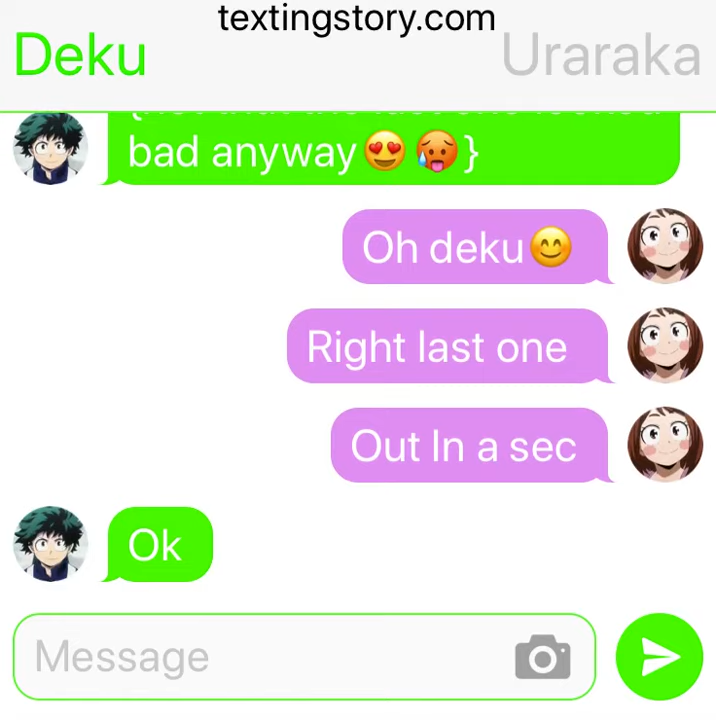 textingstory.com
Deku
Uraraka
bad anyway😍🥵}
Oh deku😊
Right last one
Out In a sec
Ok
Message